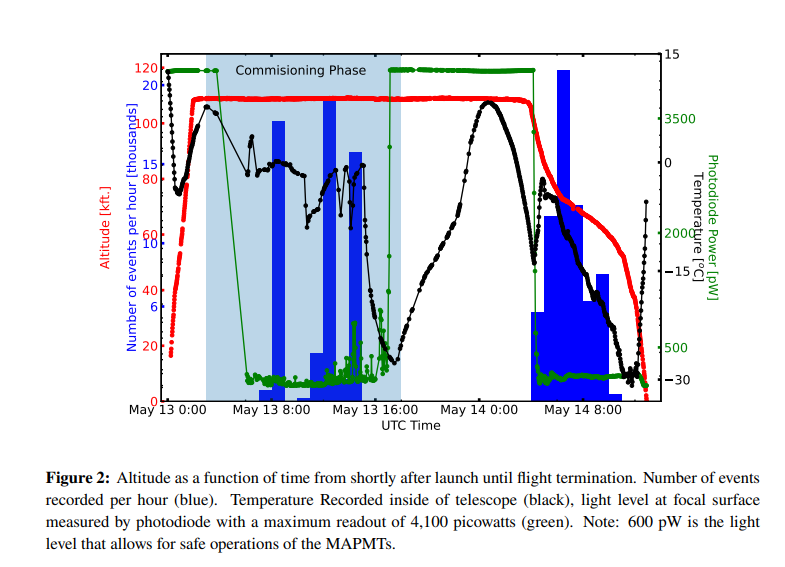 Commisioning Phase
Altitude [kft.]
120
100
80
60
40
20
0
Number of events per hour [thousands]
20
15
10
6
15
0
−15
−30
Temperature [°C]
3500
2000
500
Photodiode Power [pW]
May 13 0:00 May 13 8:00 May 13 16:00 May 14 0:00 May 14 8:00
UTC Time
Figure 2: Altitude as a function of time from shortly after launch until flight termination. Number of events
recorded per hour (blue). Temperature Recorded inside of telescope (black), light level at focal surface
measured by photodiode with a maximum readout of 4,100 picowatts (green). Note: 600 pW is the light
level that allows for safe operations of the MAPMTs.